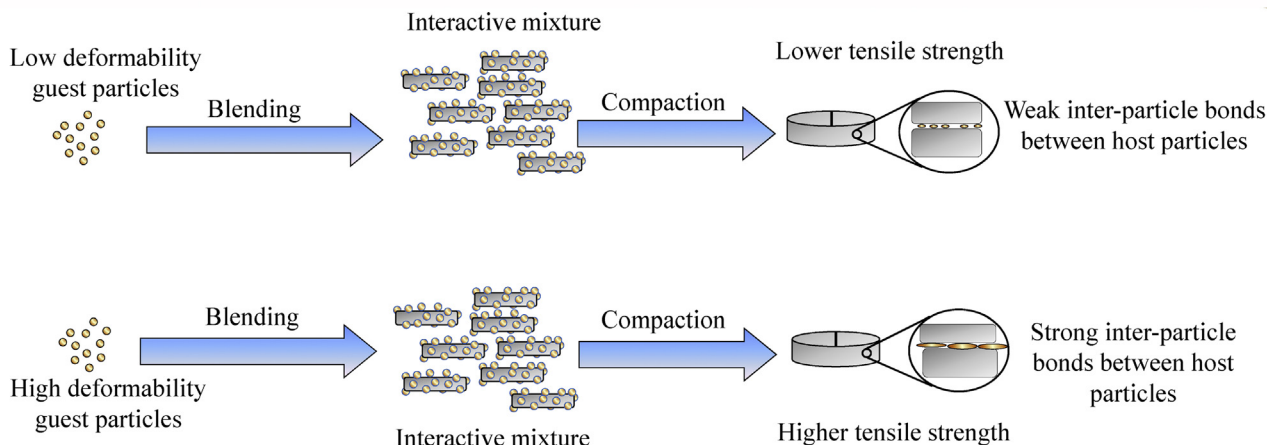 Interactive mixture
Low deformability
guest particles
Blending
Compaction
Lower tensile strength
Weak inter-particle bonds
between host particles
Blending
Compaction
Strong inter-particle
bonds between host
particles
High deformability
guest particles
Interactive mixture
Higher tensile strength